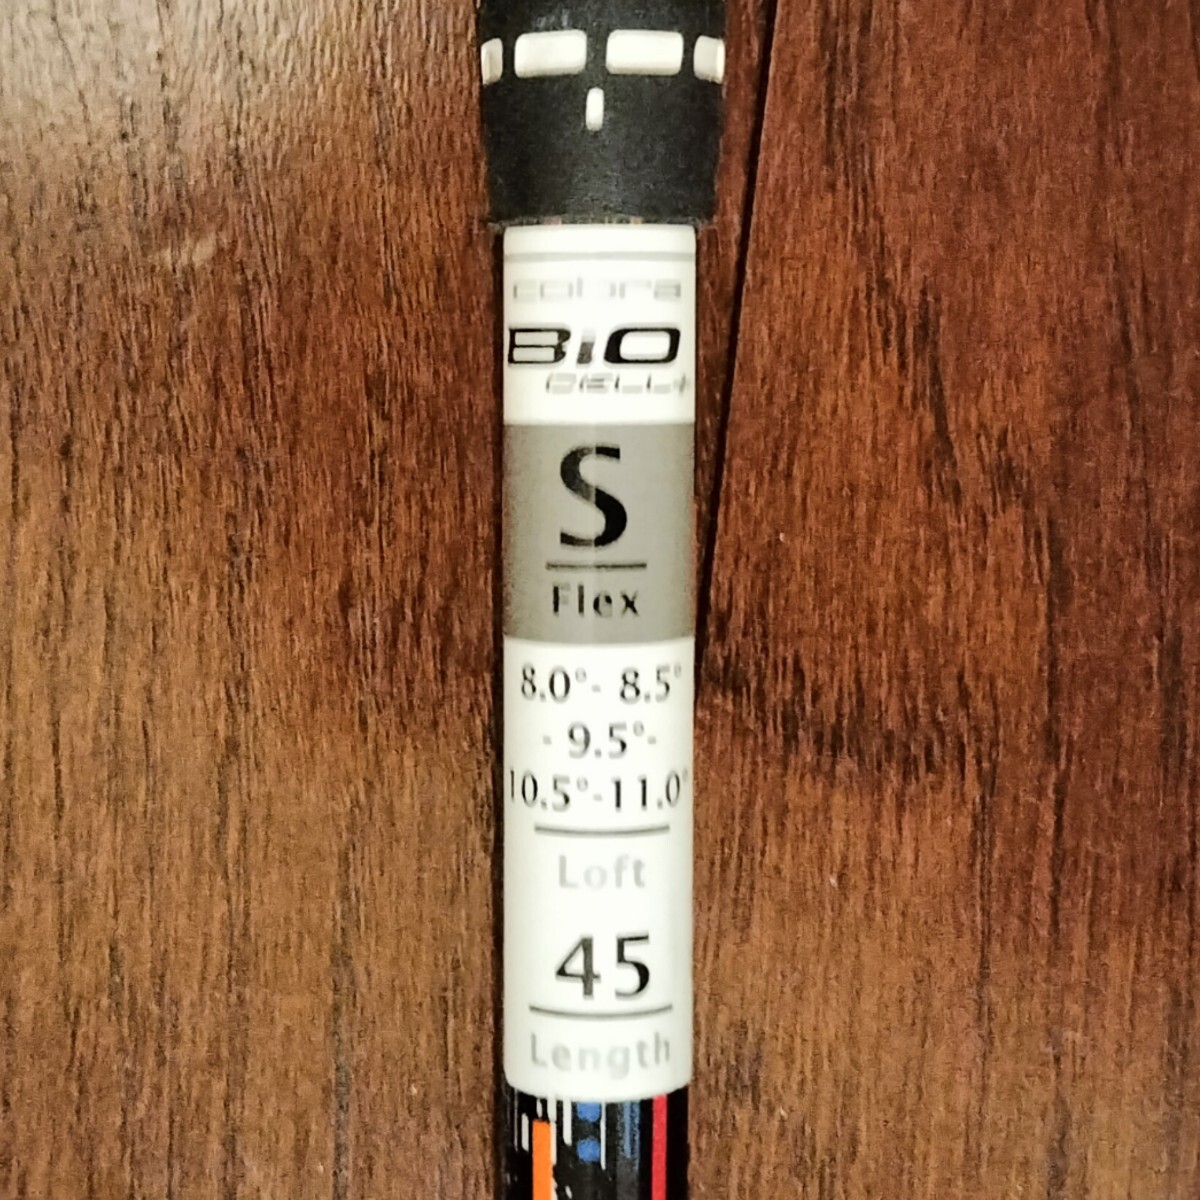 cobra
BiO
CELL+
S
Flex
8.0°- 8.5°
- 9.5°-
10.5°-11.0°
Loft
45
Length